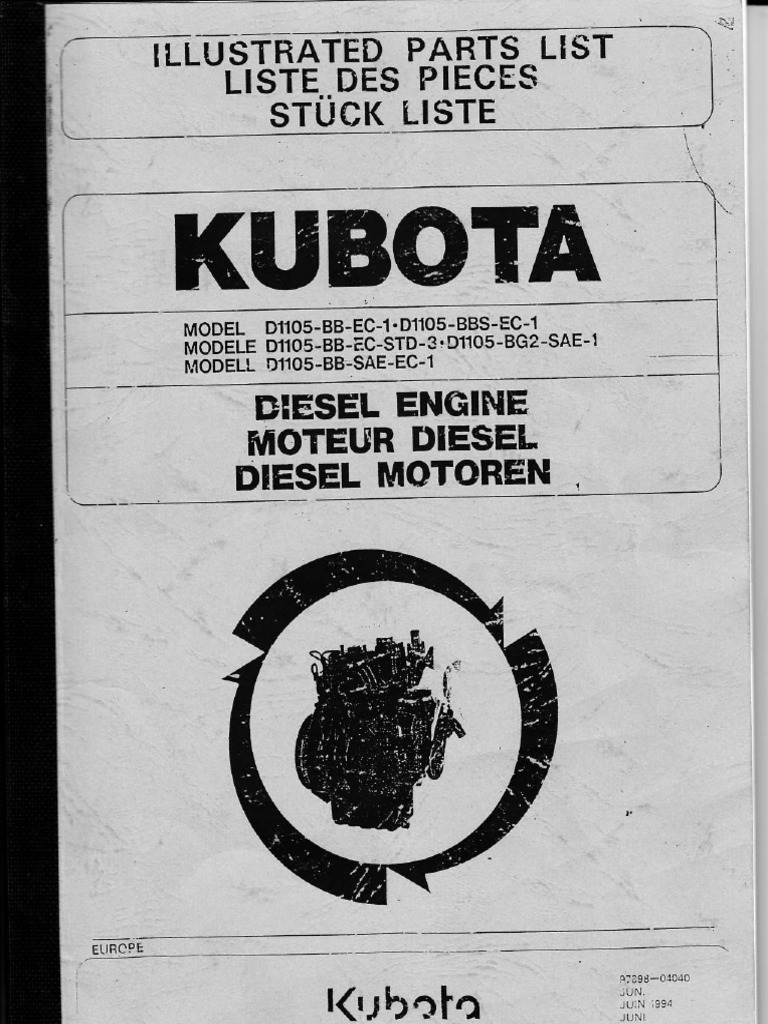 ILLUSTRATED PARTS LIST
LISTE DES PIECES
STÜCK LISTE
KUBOTA
MODEL D1105-BB-EC-1•D1105-BBS-EC-1
MODELE D1105-BB-EC-STD-3•D1105-BG2-SAE-1
MODELL D1105-BB-SAE-EC-1
DIESEL ENGINE
MOTEUR DIESEL
DIESEL MOTOREN
EUROPE
Kubota
JUN.
JUIN 1994
JUNI